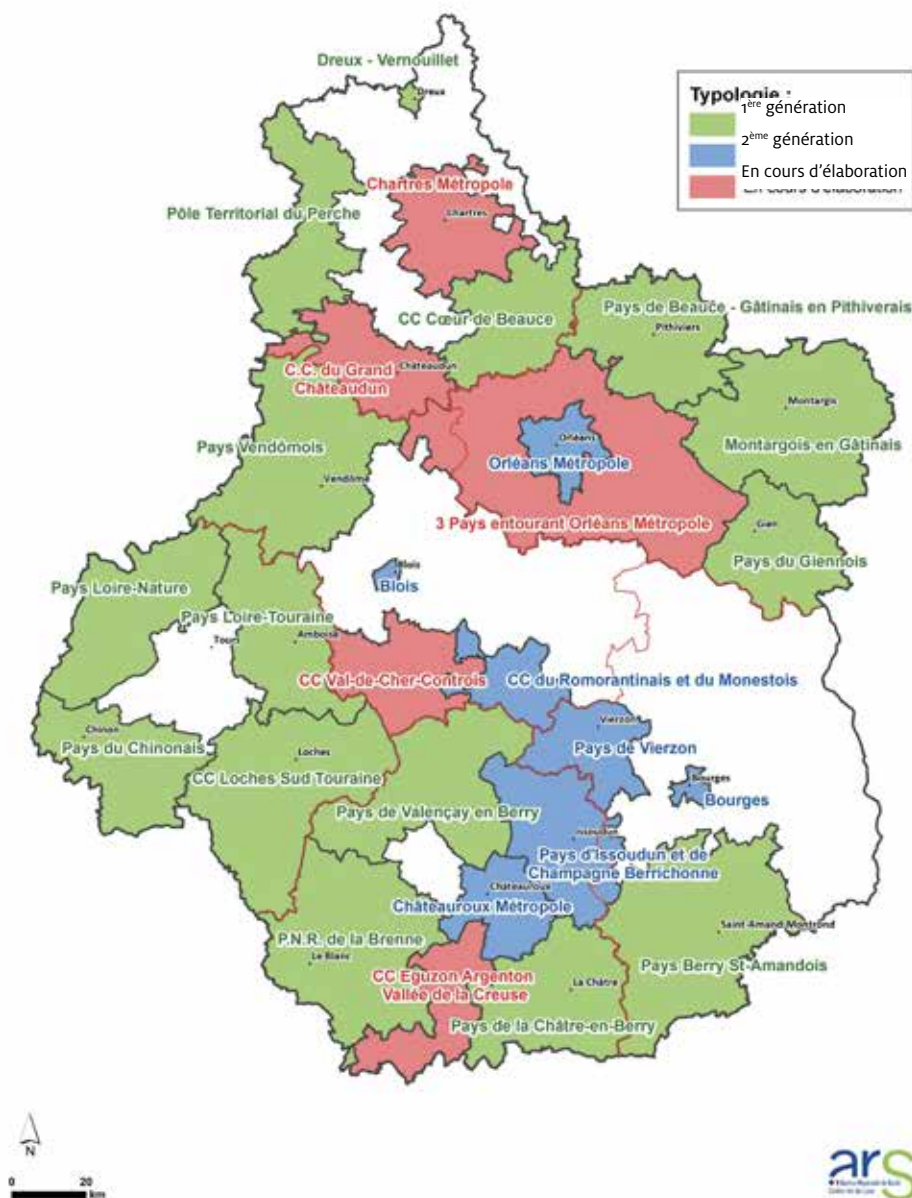 Dreux - Vernouillet
Dreux
Typologie :
1ère génération
2ème génération
En cours d'élaboration
En cours d'élaboration
Chartres Métropole
Chartres
Pôle Territorial du Perche
Pays de Beauce - Gâtinais en Pithiverais
CC Cœur de Beauce
Pithiviers
C.C. du Grand
Châteaudun
Châteaudun
Montargis
Montargois en Gâtinais
Orléans
Orléans Métropole
Pays Vendômois
Vendôme
3 Pays entourant Orléans Métropole
Gien
Pays du Giennois
Blois
Blois
Pays Loire-Nature
Pays Loire-Touraine
Amboise
Tours
CC Val-de-Cher-Controis
CC du Romorantinais et du Monestois
Vierzon
Pays de Vierzon
Chinon
Pays du Chinonais
Loches
CC Loches Sud Touraine
Bourges
Bourges
Pays de Valençay en Berry
Issoudun
Pays d'Issoudun et de
Champagne Berrichonne
Châteauroux
Châteauroux Métropole
P.N.R. de la Brenne
Le Blanc
Saint-Amand-Montrond
Pays Berry St-Amandois
CC Eguzon Argenton
Vallée de la Creuse
La Châtre
Pays de la Châtre-en-Berry
N
0 20
km
ars